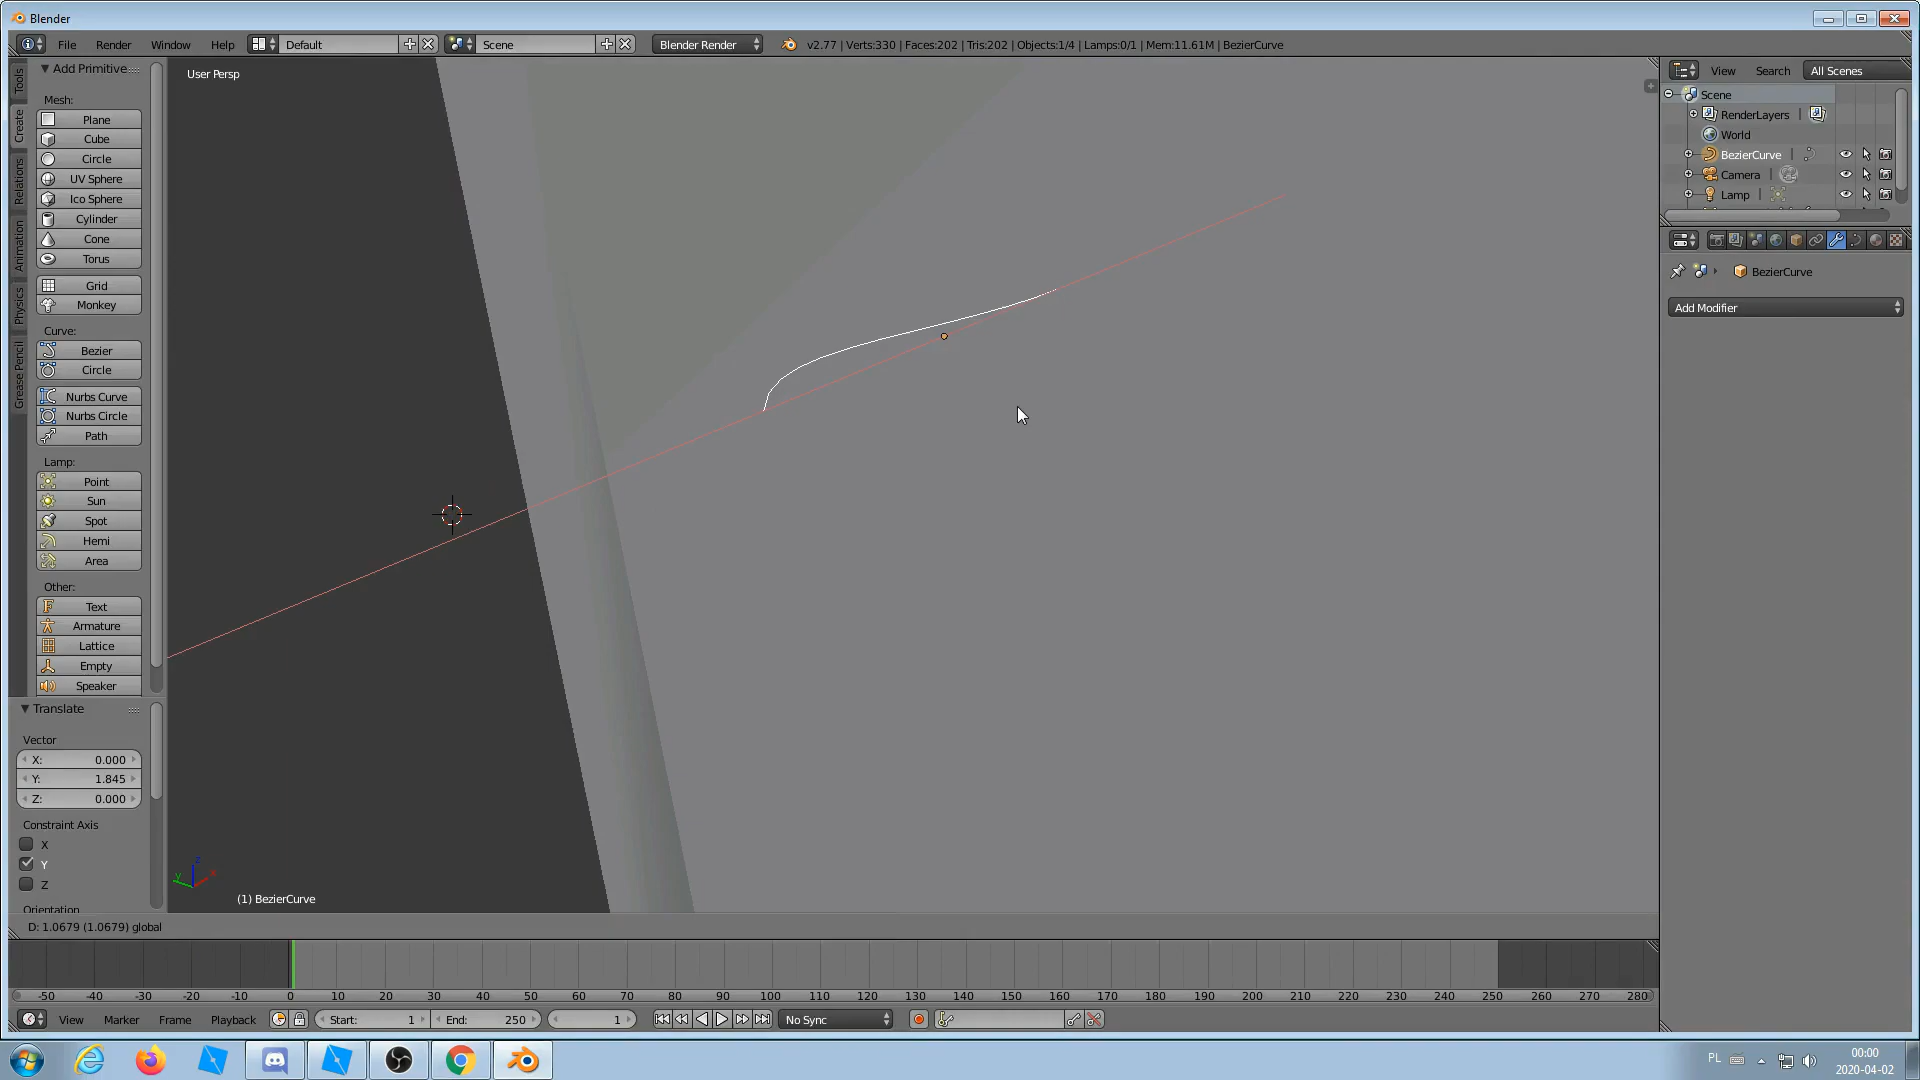 Blender
File Render Window Help Default Scene Blender Render v2.77 | Verts:330 | Faces:202 | Tris:202 | Objects:1/4 | Lamps:0/1 | Mem:11.61M | BezierCurve
Tools
Create
Relations
Animation
Physics
Grease Pencil
Add Primitive
Mesh:
Plane
Cube
Circle
UV Sphere
Ico Sphere
Cylinder
Cone
Torus
Grid
Monkey
Curve:
Bezier
Circle
Nurbs Curve
Nurbs Circle
Path
Lamp:
Point
Sun
Spot
Hemi
Area
Other:
Text
Armature
Lattice
Empty
Speaker
Translate
Vector
X: 0.000
Y: 1.845
Z: 0.000
Constraint Axis
X
Y
Z
Orientation
User Persp
z
y
x
(1) BezierCurve
D: 1.0679 (1.0679) global
View Search All Scenes
Scene
RenderLayers
World
BezierCurve
Camera
Lamp
BezierCurve
Add Modifier
-50 -40 -30 -20 -10 0 10 20 30 40 50 60 70 80 90 100 110 120 130 140 150 160 170 180 190 200 210 220 230 240 250 260 270 280
View Marker Frame Playback Start: 1 End: 250 1 No Sync
PL
00:00
2020-04-02